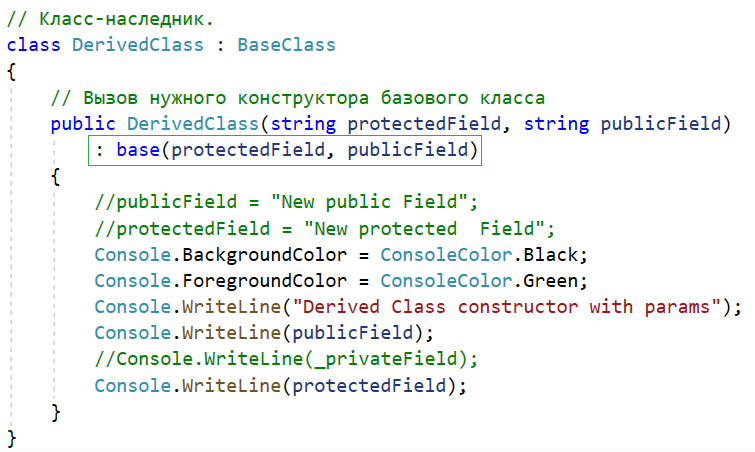 // Класс-наследник.
class DerivedClass : BaseClass
{
    // Вызов нужного конструктора базового класса
    public DerivedClass(string protectedField, string publicField)
        : base(protectedField, publicField)
    {
        //publicField = "New public Field";
        //protectedField = "New protected  Field";
        Console.BackgroundColor = ConsoleColor.Black;
        Console.ForegroundColor = ConsoleColor.Green;
        Console.WriteLine("Derived Class constructor with params");
        Console.WriteLine(publicField);
        //Console.WriteLine(_privateField);
        Console.WriteLine(protectedField);
    }
}